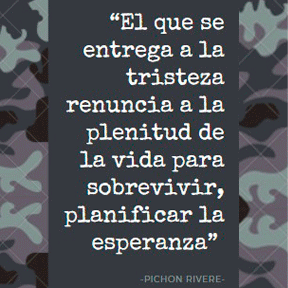 “El que se
entrega a la
tristeza
renuncia a la
plenitud de
la vida para
sobrevivir,
planificar la
esperanza”
-PICHON RIVERE-